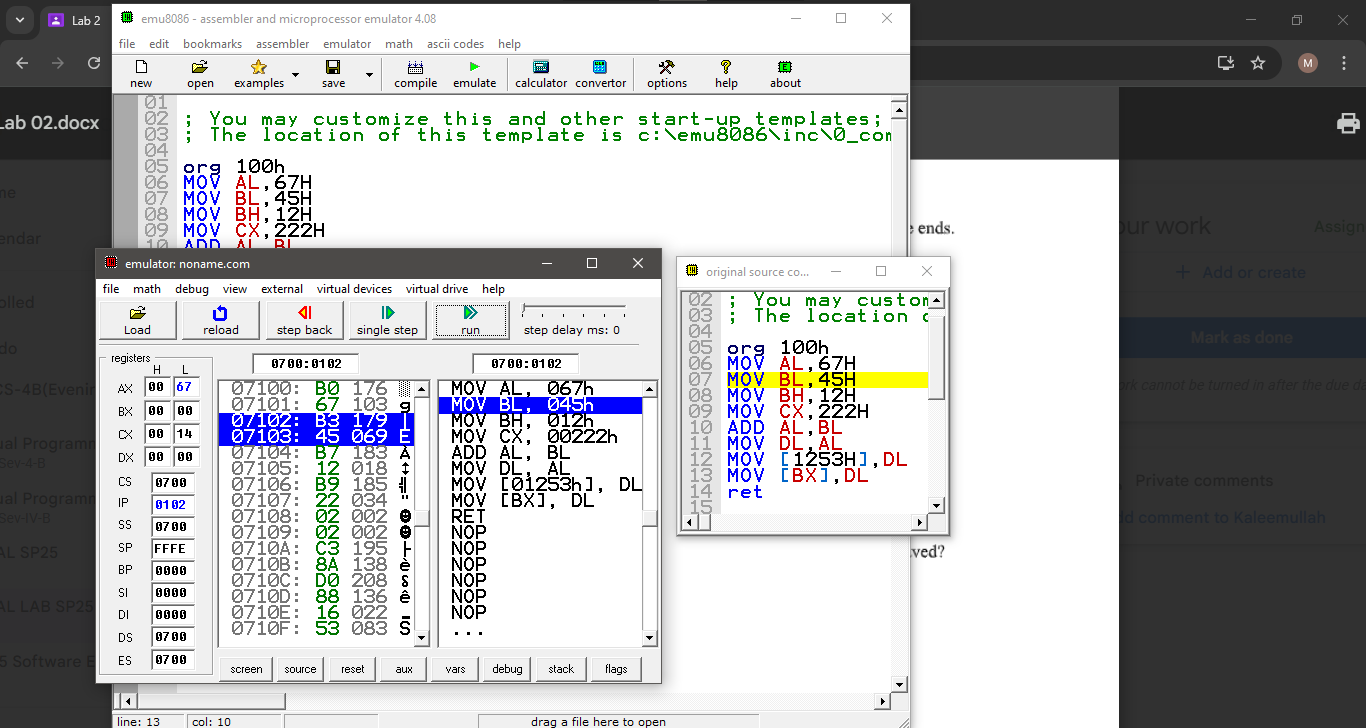 Lab 2
emu8086 - assembler and microprocessor emulator 4.08
file edit bookmarks assembler emulator math ascii codes help
new open examples save compile emulate calculator convertor options help about
M
Lab 02.docx
01
02 ; You may customize this and other start-up templates;
03 ; The location of this template is c:\emu8086\inc\0_com
04
05 org 100h
06 MOV AL,67H
07 MOV BL,45H
08 MOV BH,12H
09 MOV CX,222H
10 ADD AL,BL
ends.
our work
Assign
+ Add or create
Mark as done
work cannot be turned in after the due da
Private comments
Add comment to Kaleemullah
ved?
CS-4B(Evenin
ual Programm
Sev-4-B
ual Programm
Sev-IV-B
AL SP25
AL LAB SP25
5 Software E
emulator: noname.com
file math debug view external virtual devices virtual drive help
Load reload step back single step run step delay ms: 0
registers
H L
AX 00 67
BX 00 00
CX 00 14
DX 00 00
CS 0700
IP 0102
SS 0700
SP FFFE
BP 0000
SI 0000
DI 0000
DS 0700
ES 0700
0700:0102
07100: B0 176 ░
07101: 67 103 g
07102: B3 179 │
07103: 45 069 E
07104: B7 183 À
07105: 12 018 ↕
07106: B9 185 ╣
07107: 22 034 "
07108: 02 002 ☻
07109: 02 002 ☻
0710A: C3 195 ├
0710B: 8A 138 è
0710C: D0 208 ð
0710D: 88 136 ê
0710E: 16 022 ▬
0710F: 53 083 S
0700:0102
MOV AL, 067h
MOV BL, 045h
MOV BH, 012h
MOV CX, 00222h
ADD AL, BL
MOV DL, AL
MOV [01253h], DL
MOV [BX], DL
RET
NOP
NOP
NOP
NOP
NOP
NOP
...
screen source reset aux vars debug stack flags
original source co...
02 ; You may custom
03 ; The location o
04
05 org 100h
06 MOV AL,67H
07 MOV BL,45H
08 MOV BH,12H
09 MOV CX,222H
10 ADD AL,BL
11 MOV DL,AL
12 MOV [1253H],DL
13 MOV [BX],DL
14 ret
15
line: 13 col: 10 drag a file here to open